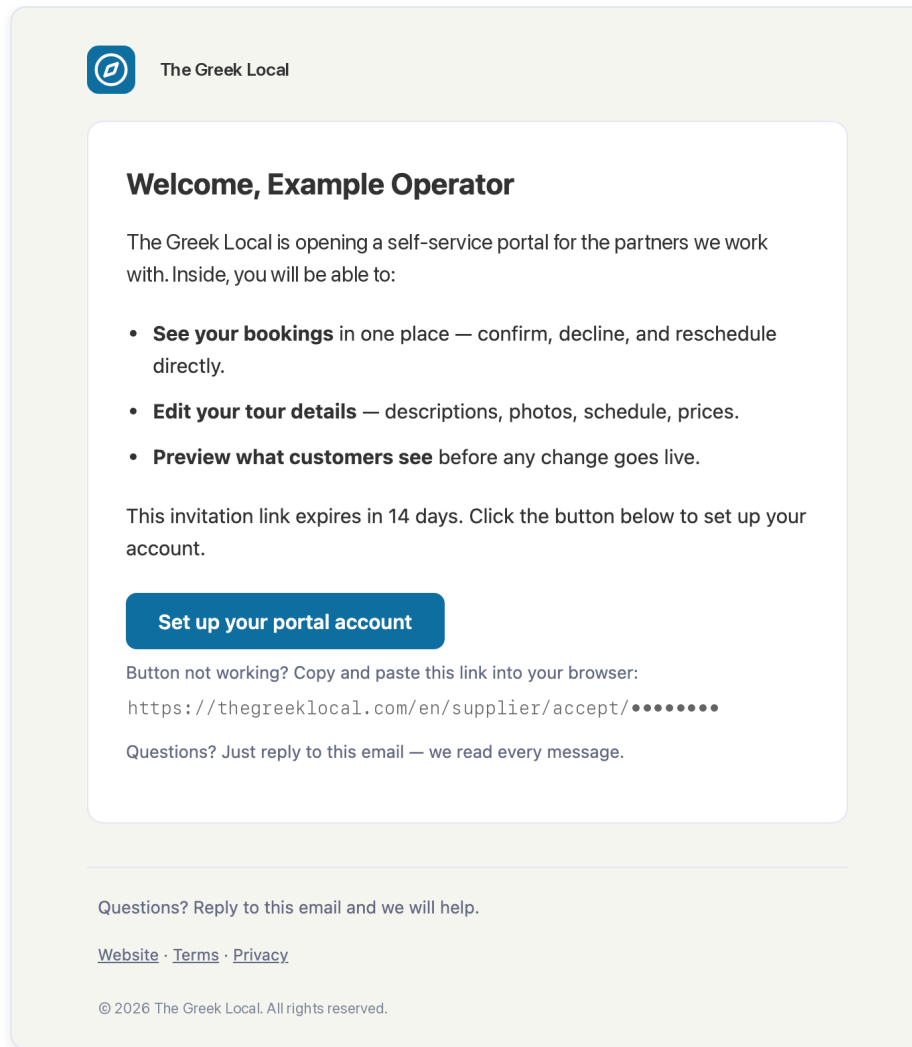 The Greek Local
Welcome, Example Operator
The Greek Local is opening a self-service portal for the partners we work
with. Inside, you will be able to:
• See your bookings in one place — confirm, decline, and reschedule
directly.
• Edit your tour details — descriptions, photos, schedule, prices.
• Preview what customers see before any change goes live.
This invitation link expires in 14 days. Click the button below to set up your
account.
Set up your portal account
Button not working? Copy and paste this link into your browser:
https://thegreeklocal.com/en/supplier/accept/••••••••
Questions? Just reply to this email — we read every message.
Questions? Reply to this email and we will help.
Website · Terms · Privacy
© 2026 The Greek Local. All rights reserved.